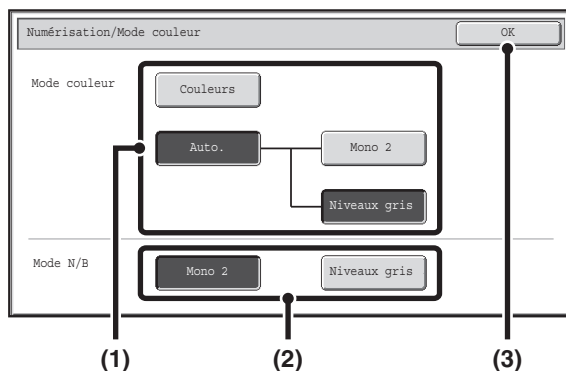 Numérisation/Mode couleur
OK
Mode couleur
Couleurs
Auto.
Mono 2
Niveaux gris
Mode N/B
Mono 2
Niveaux gris
(1)
(2)
(3)